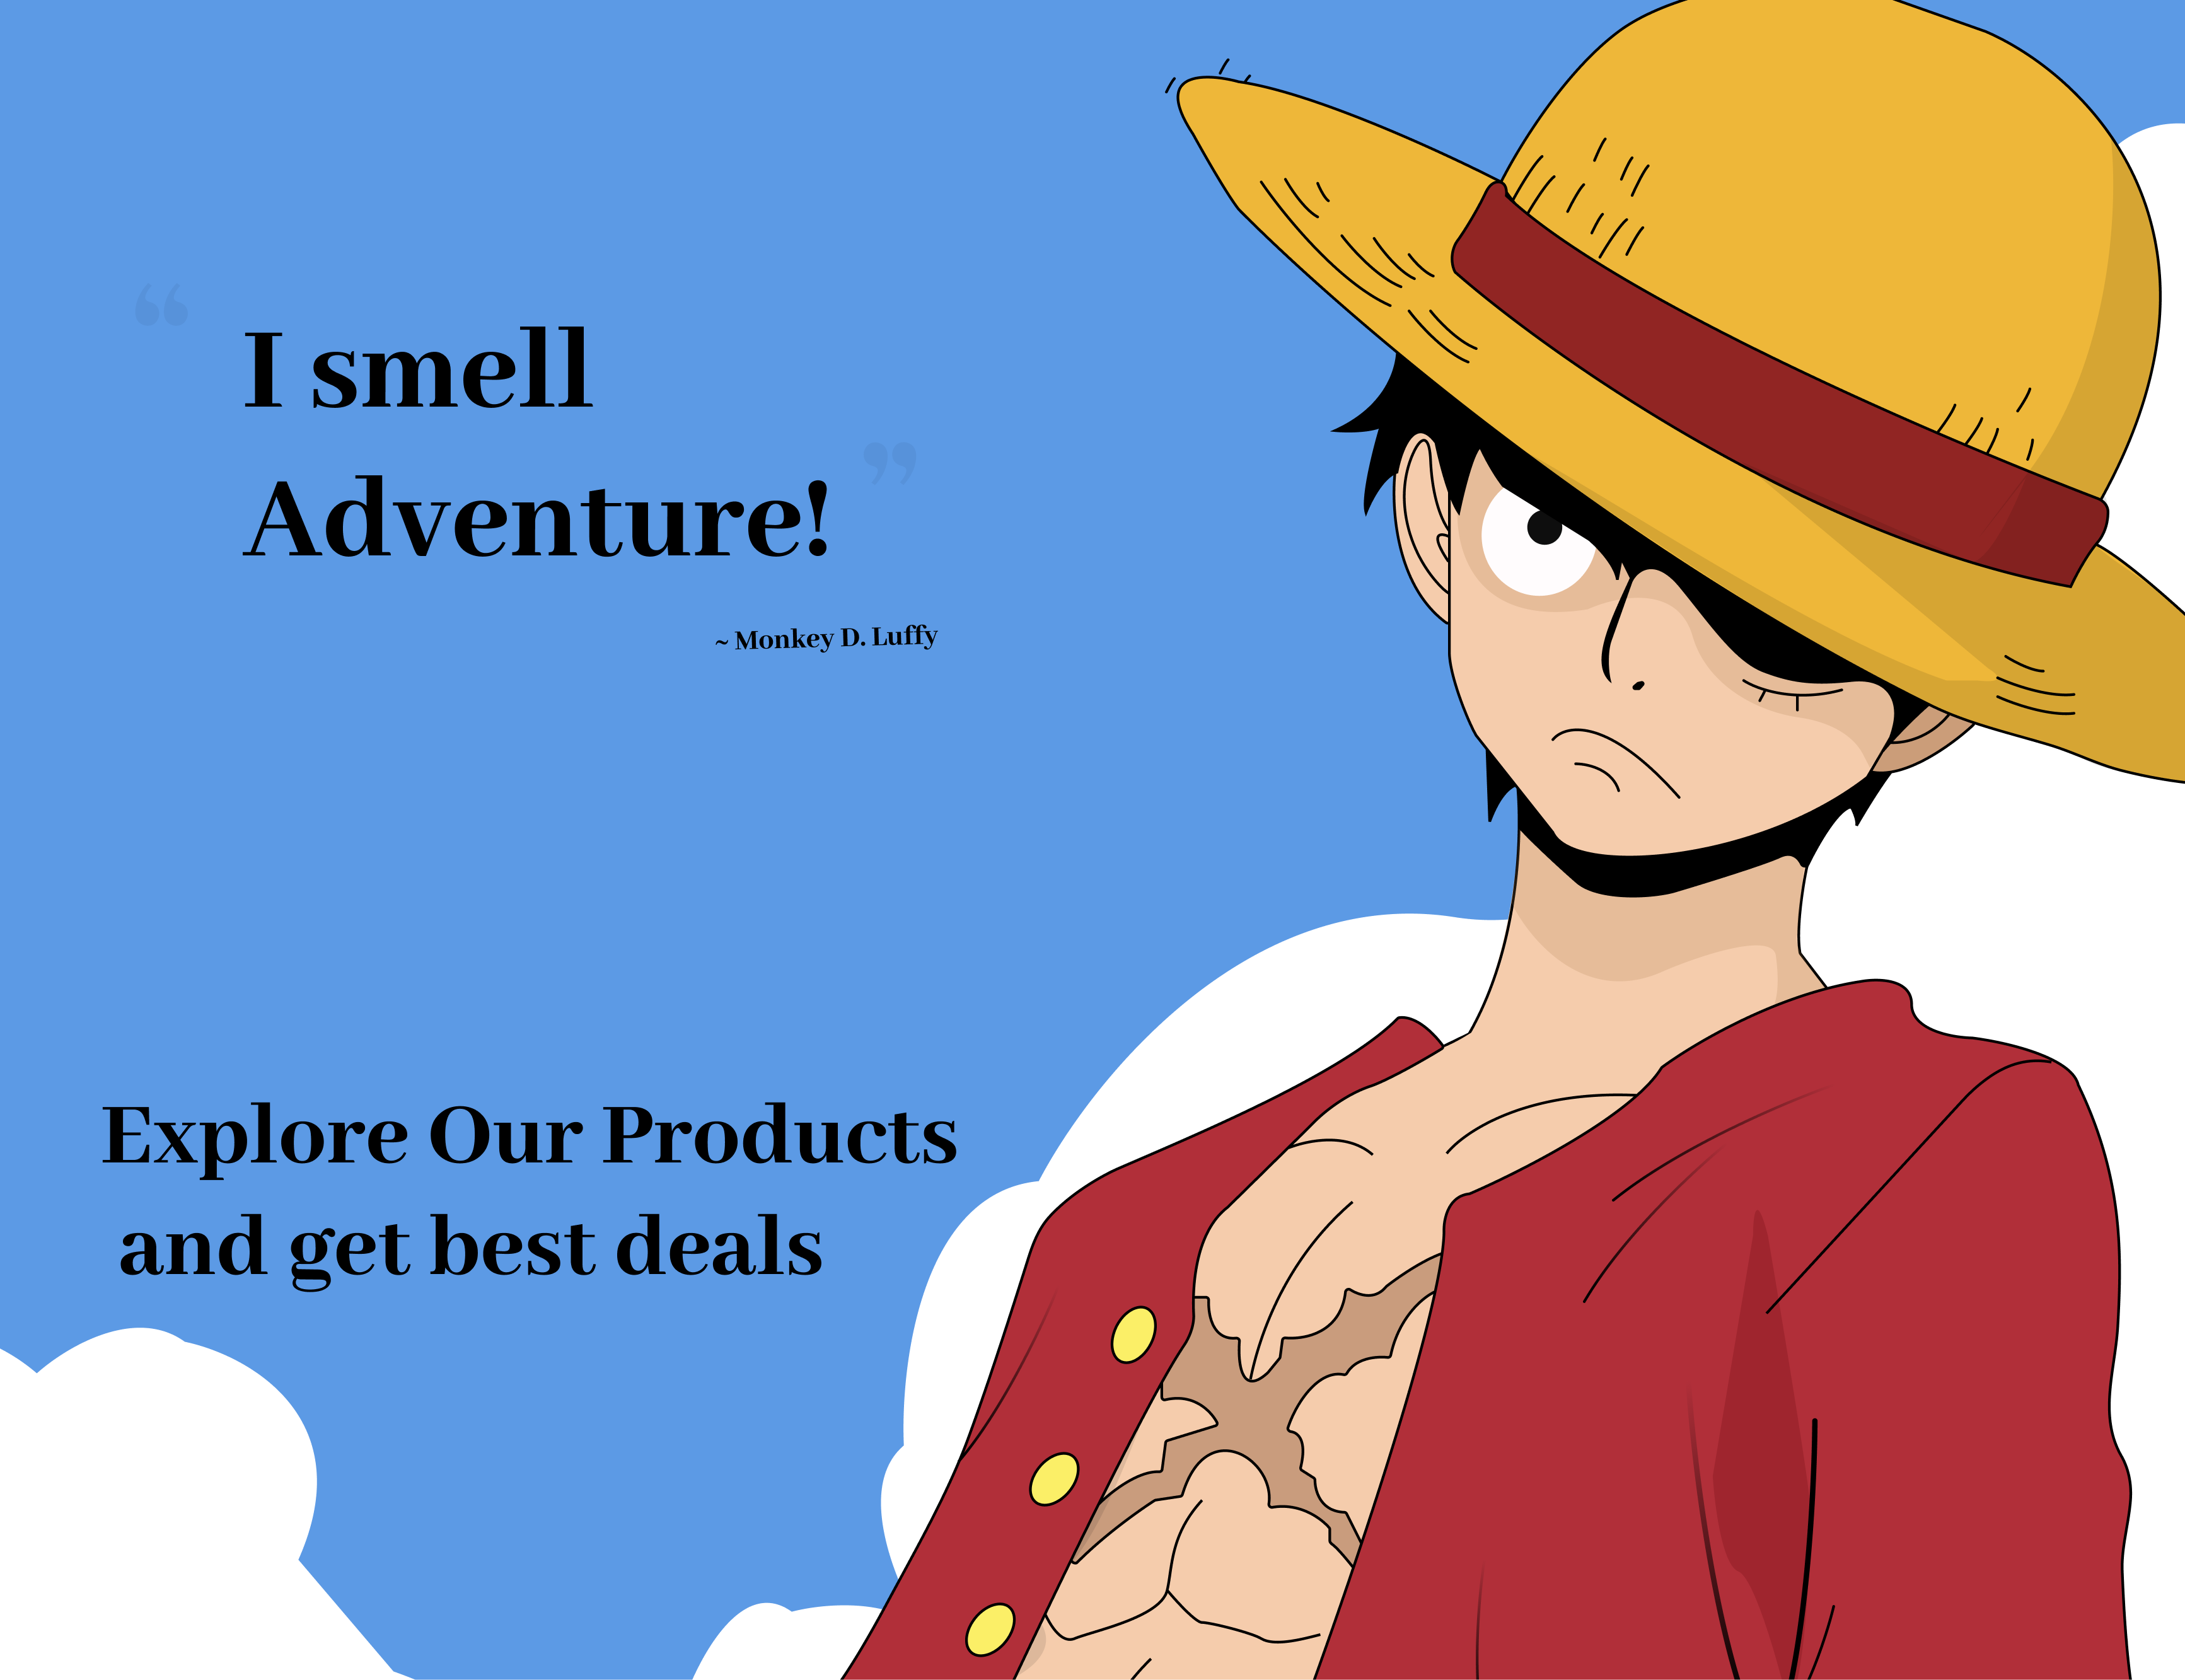 “ I smell
Adventure! ”
~ Monkey D. Luffy
Explore Our Products
and get best deals